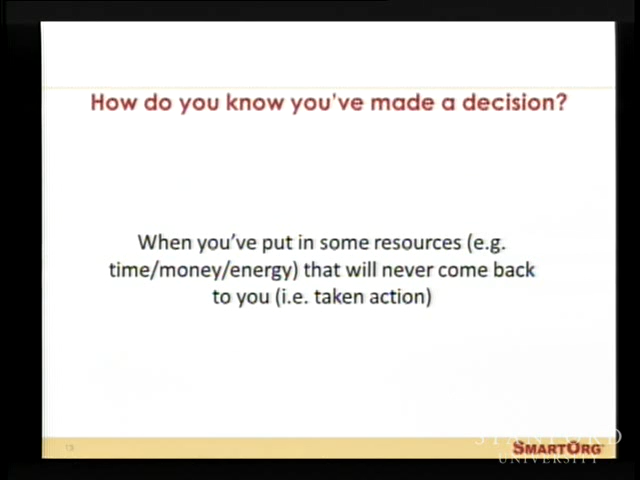 How do you know you've made a decision?
When you've put in some resources (e.g.
time/money/energy) that will never come back
to you (i.e. taken action)
13
STANFORD
SMARTORG
UNIVERSITY